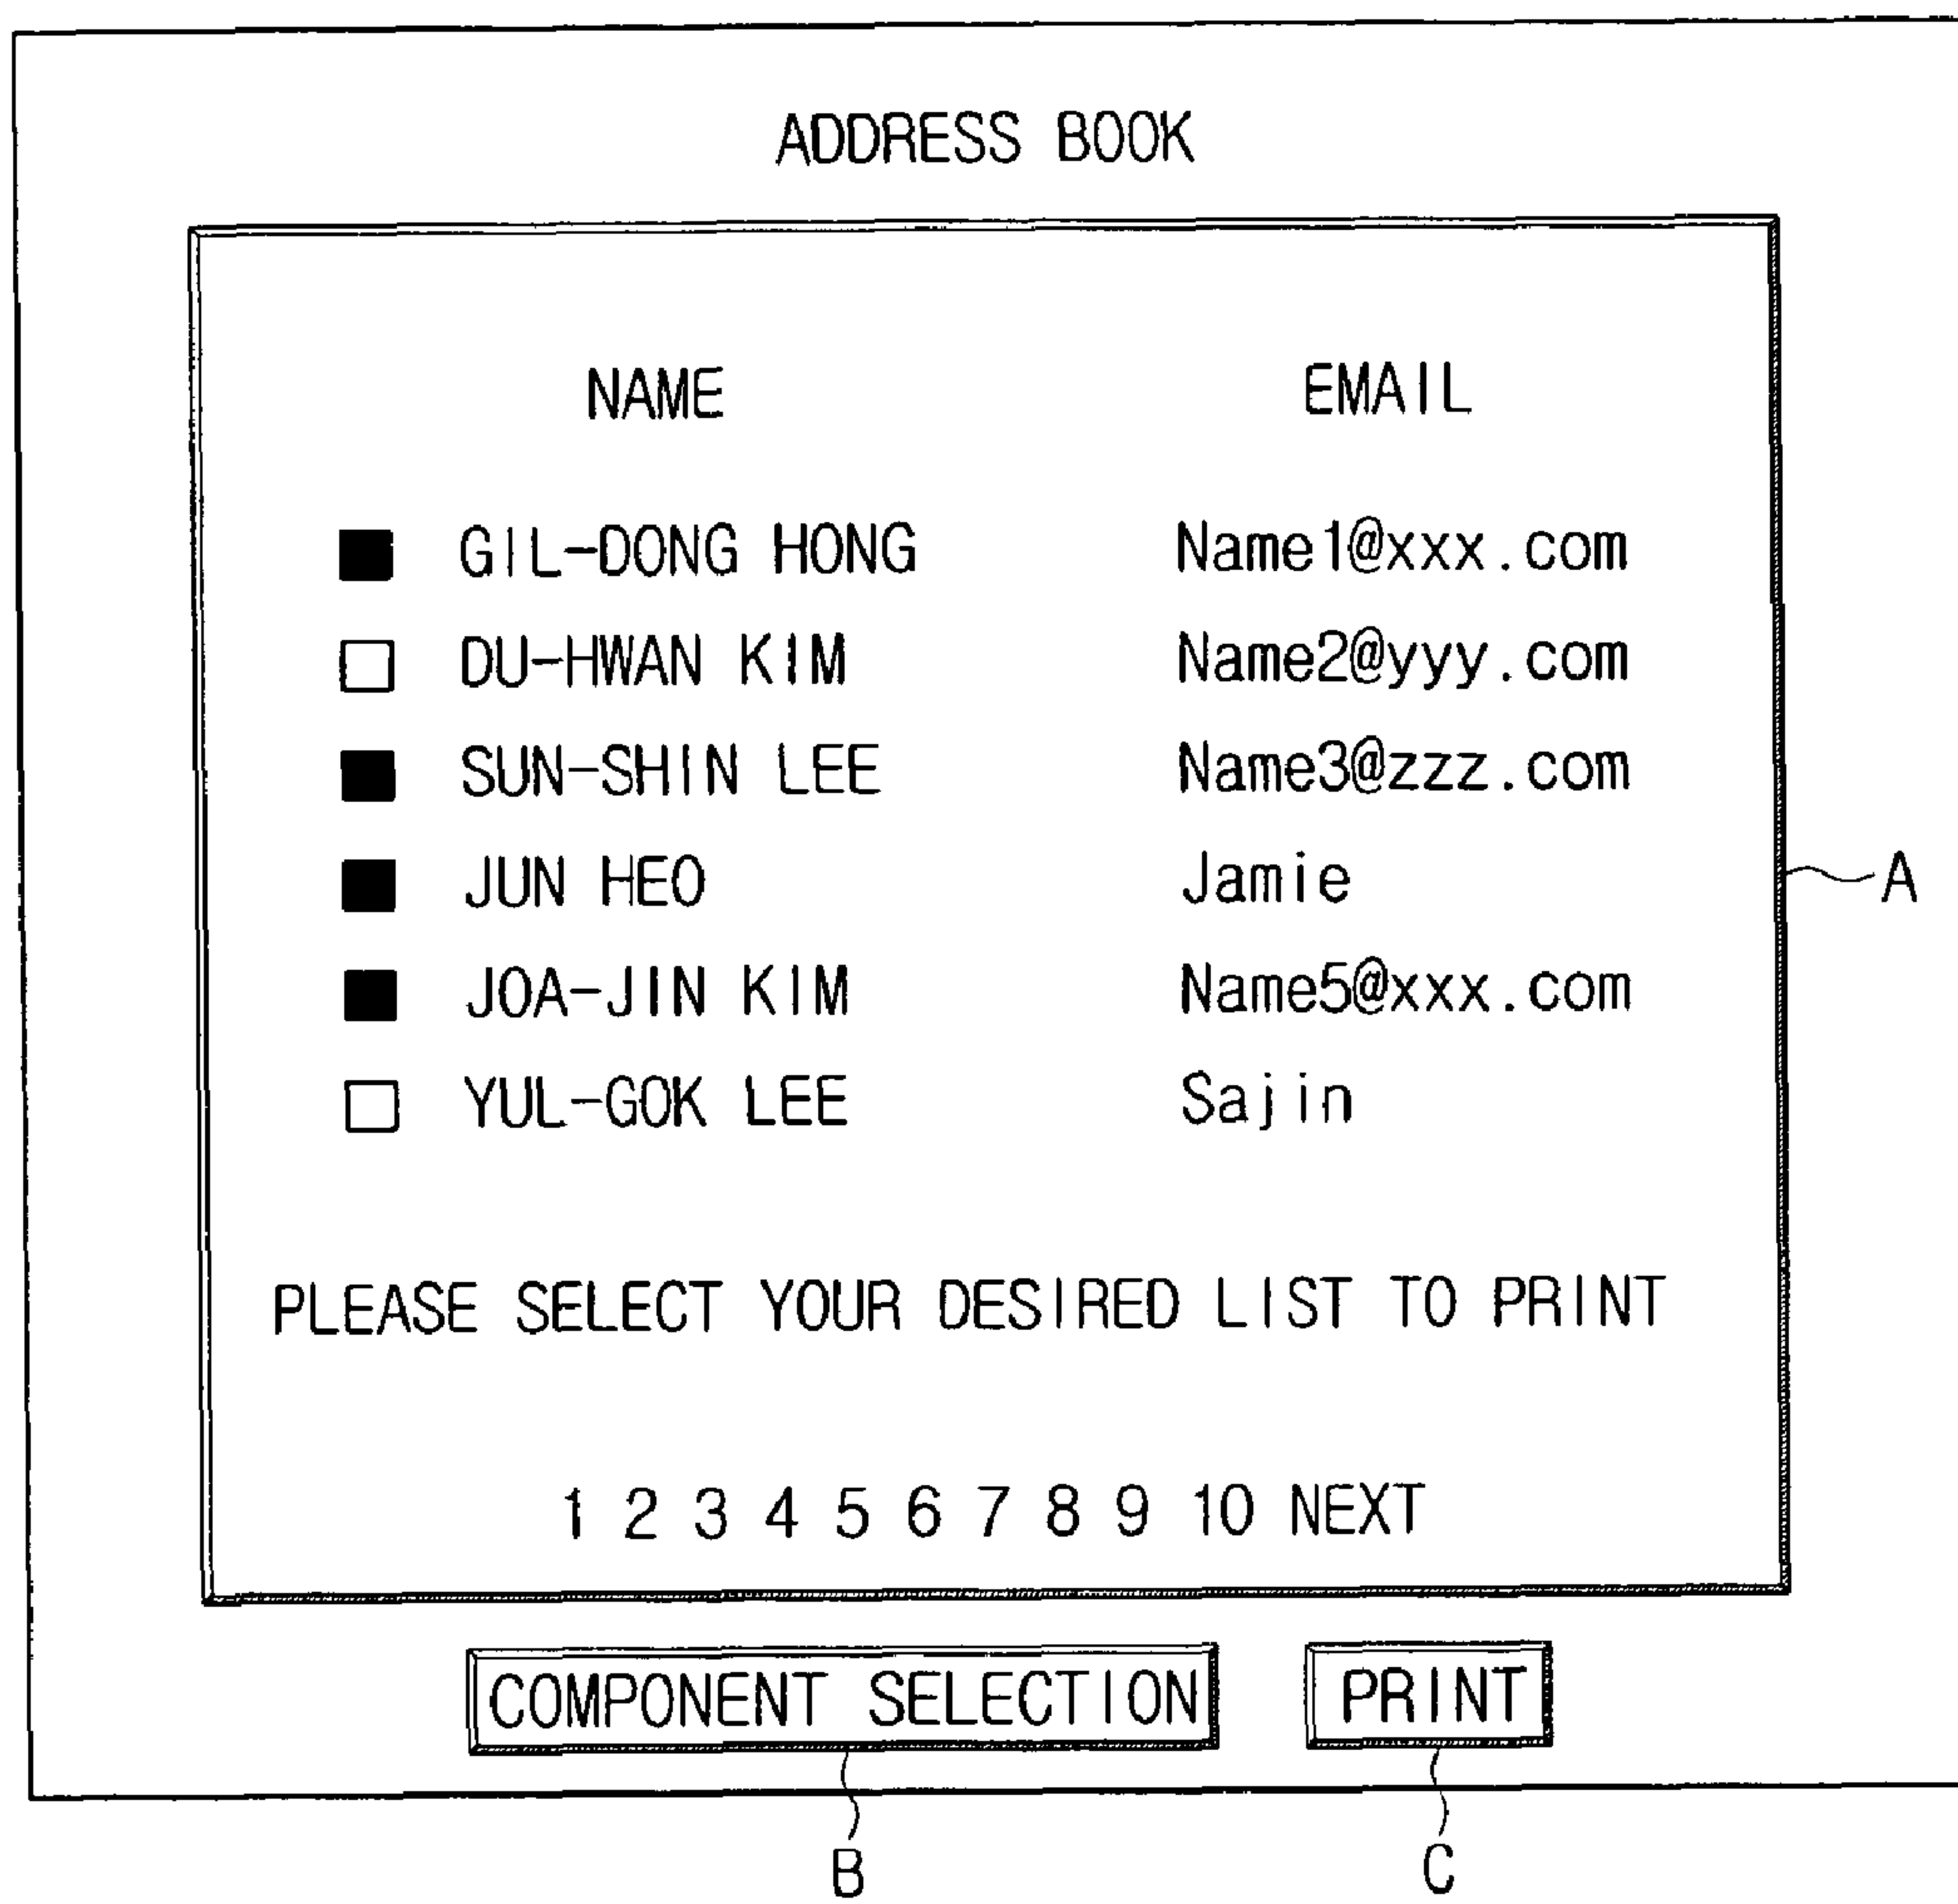 ADDRESS BOOK
NAME EMAIL
GIL-DONG HONG Name1@xxx.com
DU-HWAN KIM Name2@yyy.com
SUN-SHIN LEE Name3@zzz.com
JUN HEO Jamie
A
JOA-JIN KIM Name5@xxx.com
YUL-GOK LEE Sajin
PLEASE SELECT YOUR DESIRED LIST TO PRINT
1 2 3 4 5 6 7 8 9 10 NEXT
COMPONENT SELECTION PRINT
B C